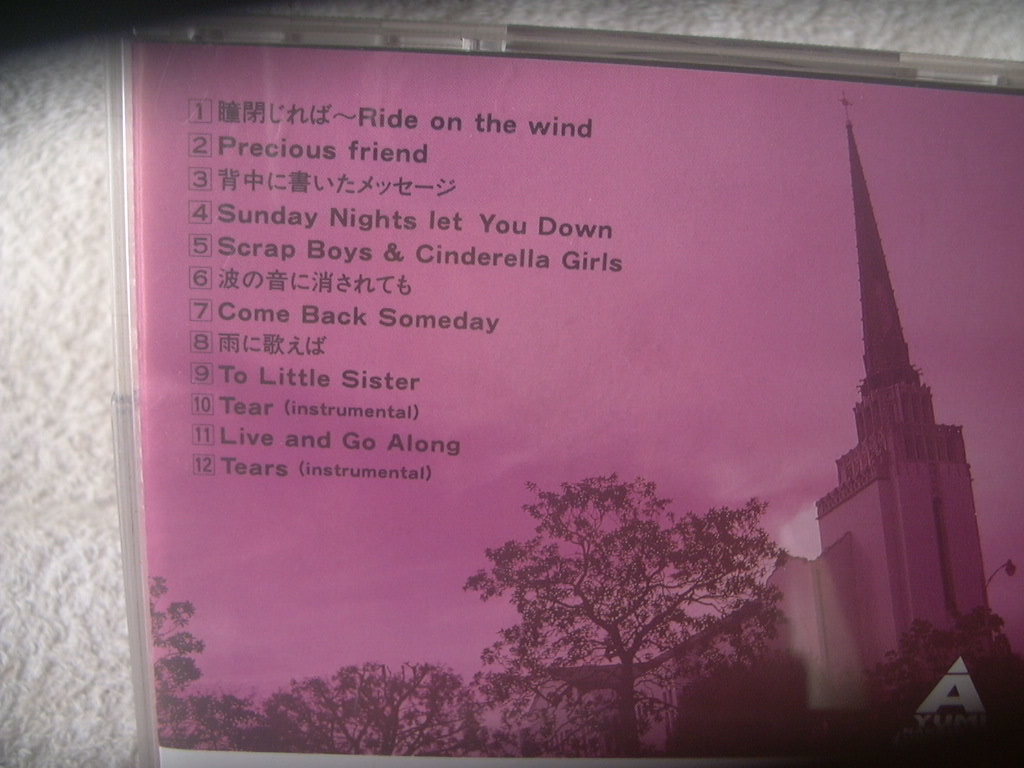 1 瞳閉じれば〜Ride on the wind
2 Precious friend
3 背中に書いたメッセージ
4 Sunday Nights let You Down
5 Scrap Boys & Cinderella Girls
6 波の音に消されても
7 Come Back Someday
8 雨に歌えば
9 To Little Sister
10 Tear (instrumental)
11 Live and Go Along
12 Tears (instrumental)
A
YUMI